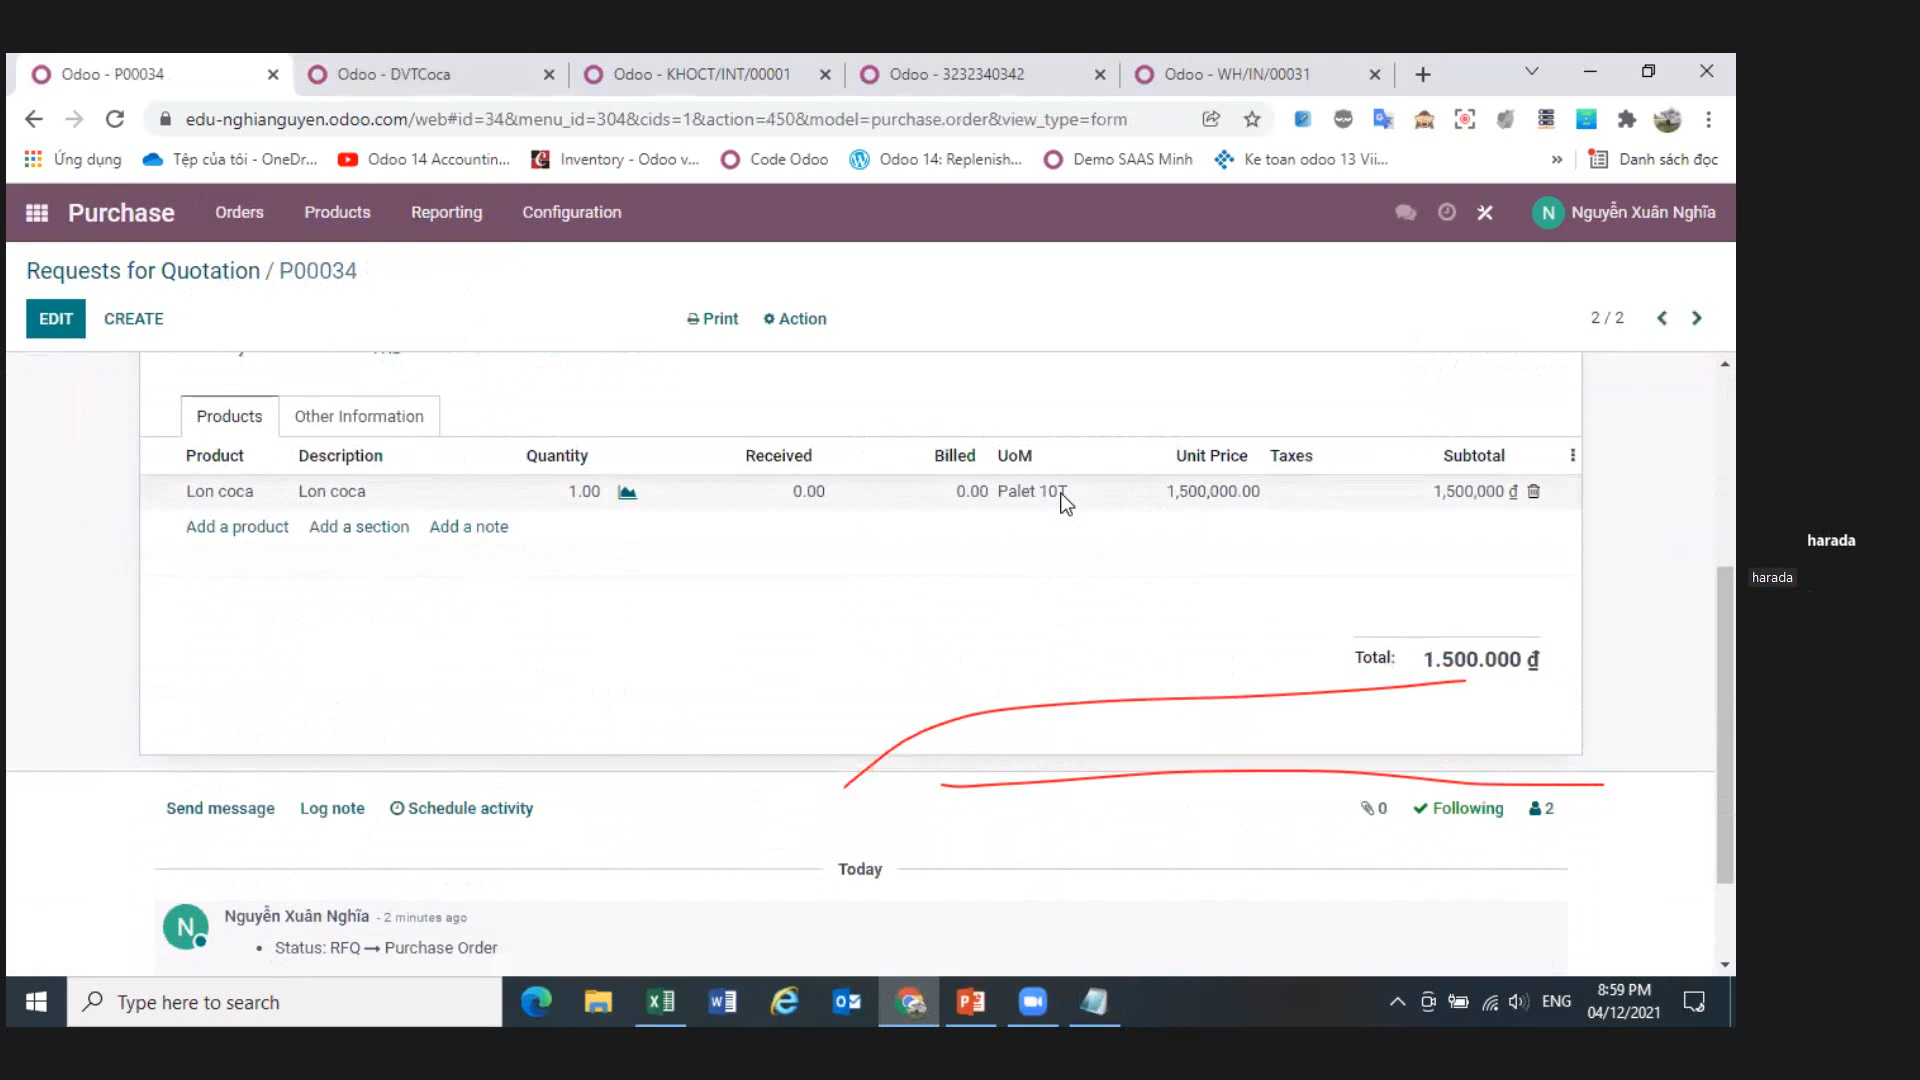 Odoo - P00034
Odoo - DVTCoca
Odoo - KHOCT/INT/00001
Odoo - 3232340342
Odoo - WH/IN/00031
edu-nghianguyen.odoo.com/web#id=34&menu_id=304&cids=1&action=450&model=purchase.order&view_type=form
Ứng dụng
Tệp của tôi - OneDr...
Odoo 14 Accountin...
Inventory - Odoo v...
Code Odoo
Odoo 14: Replenish...
Demo SAAS Minh
Ke toan odoo 13 Vii...
»
Danh sách đọc
Purchase
Orders
Products
Reporting
Configuration
N
Nguyễn Xuân Nghĩa
Requests for Quotation / P00034
EDIT
CREATE
Print
Action
2 / 2
Products
Other Information
Product Description Quantity Received Billed UoM Unit Price Taxes Subtotal
Lon coca Lon coca 1.00 0.00 0.00 Palet 10T 1,500,000.00 1,500,000 ₫
Add a product Add a section Add a note
Total: 1.500.000 ₫
harada
harada
Send message Log note Schedule activity
0 Following 2
Today
N
Nguyễn Xuân Nghĩa - 2 minutes ago
• Status: RFQ → Purchase Order
Type here to search
ENG
8:59 PM
04/12/2021